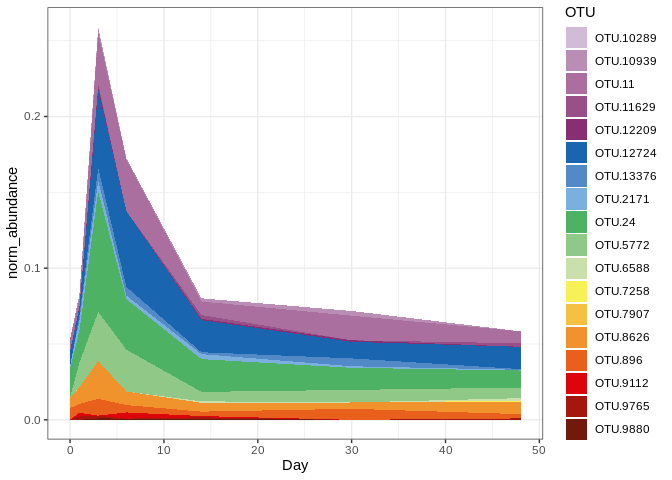 OTU
OTU.10289
OTU.10939
OTU.11
OTU.11629
OTU.12209
OTU.12724
OTU.13376
OTU.2171
OTU.24
OTU.5772
OTU.6588
OTU.7258
OTU.7907
OTU.8626
OTU.896
OTU.9112
OTU.9765
OTU.9880
norm_abundance
0.2
0.1
0.0
0 10 20 30 40 50
Day